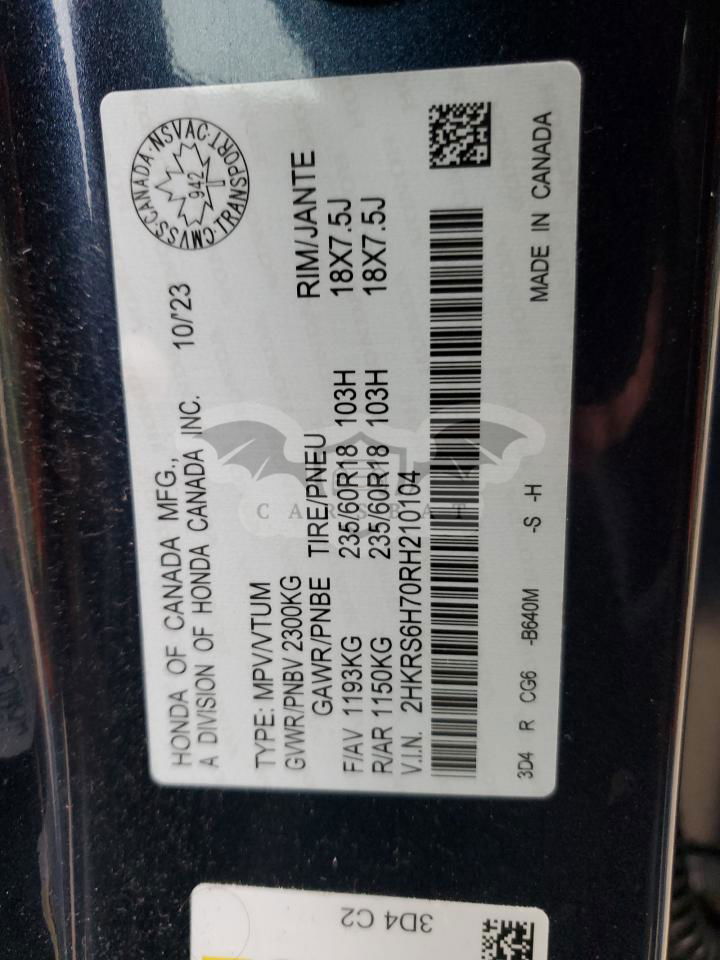 HONDA OF CANADA MFG.,
A DIVISION OF HONDA CANADA INC. 10/'23
CMVSS·CANADA·NSVAC·TRANSPORT·
942
TYPE: MPV/VTUM
GVWR/PNBV 2300KG
GAWR/PNBE TIRE/PNEU RIM/JANTE
F/AV 1193KG 235/60R18 103H 18X7.5J
R/AR 1150KG 235/60R18 103H 18X7.5J
V.I.N. 2HKRS6H70RH210104
3D4 R CG6 -B640M -S -H MADE IN CANADA
CARSBAT
3D4 C2